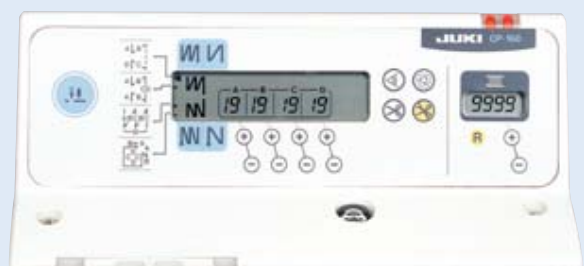 JUKI CP-160
A B C D
19 19 19 19
9999
R
+ + + + +
- - - - -